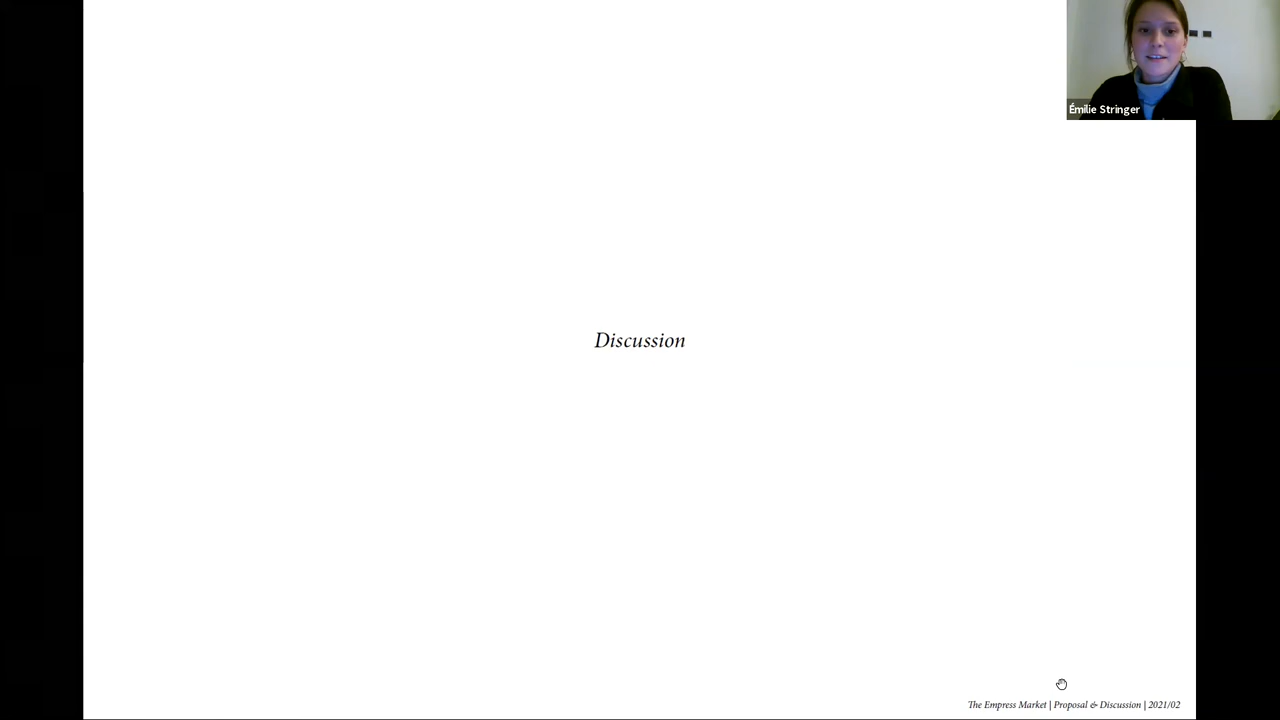 Émilie Stringer
Discussion
The Empress Market | Proposal & Discussion | 2021/02